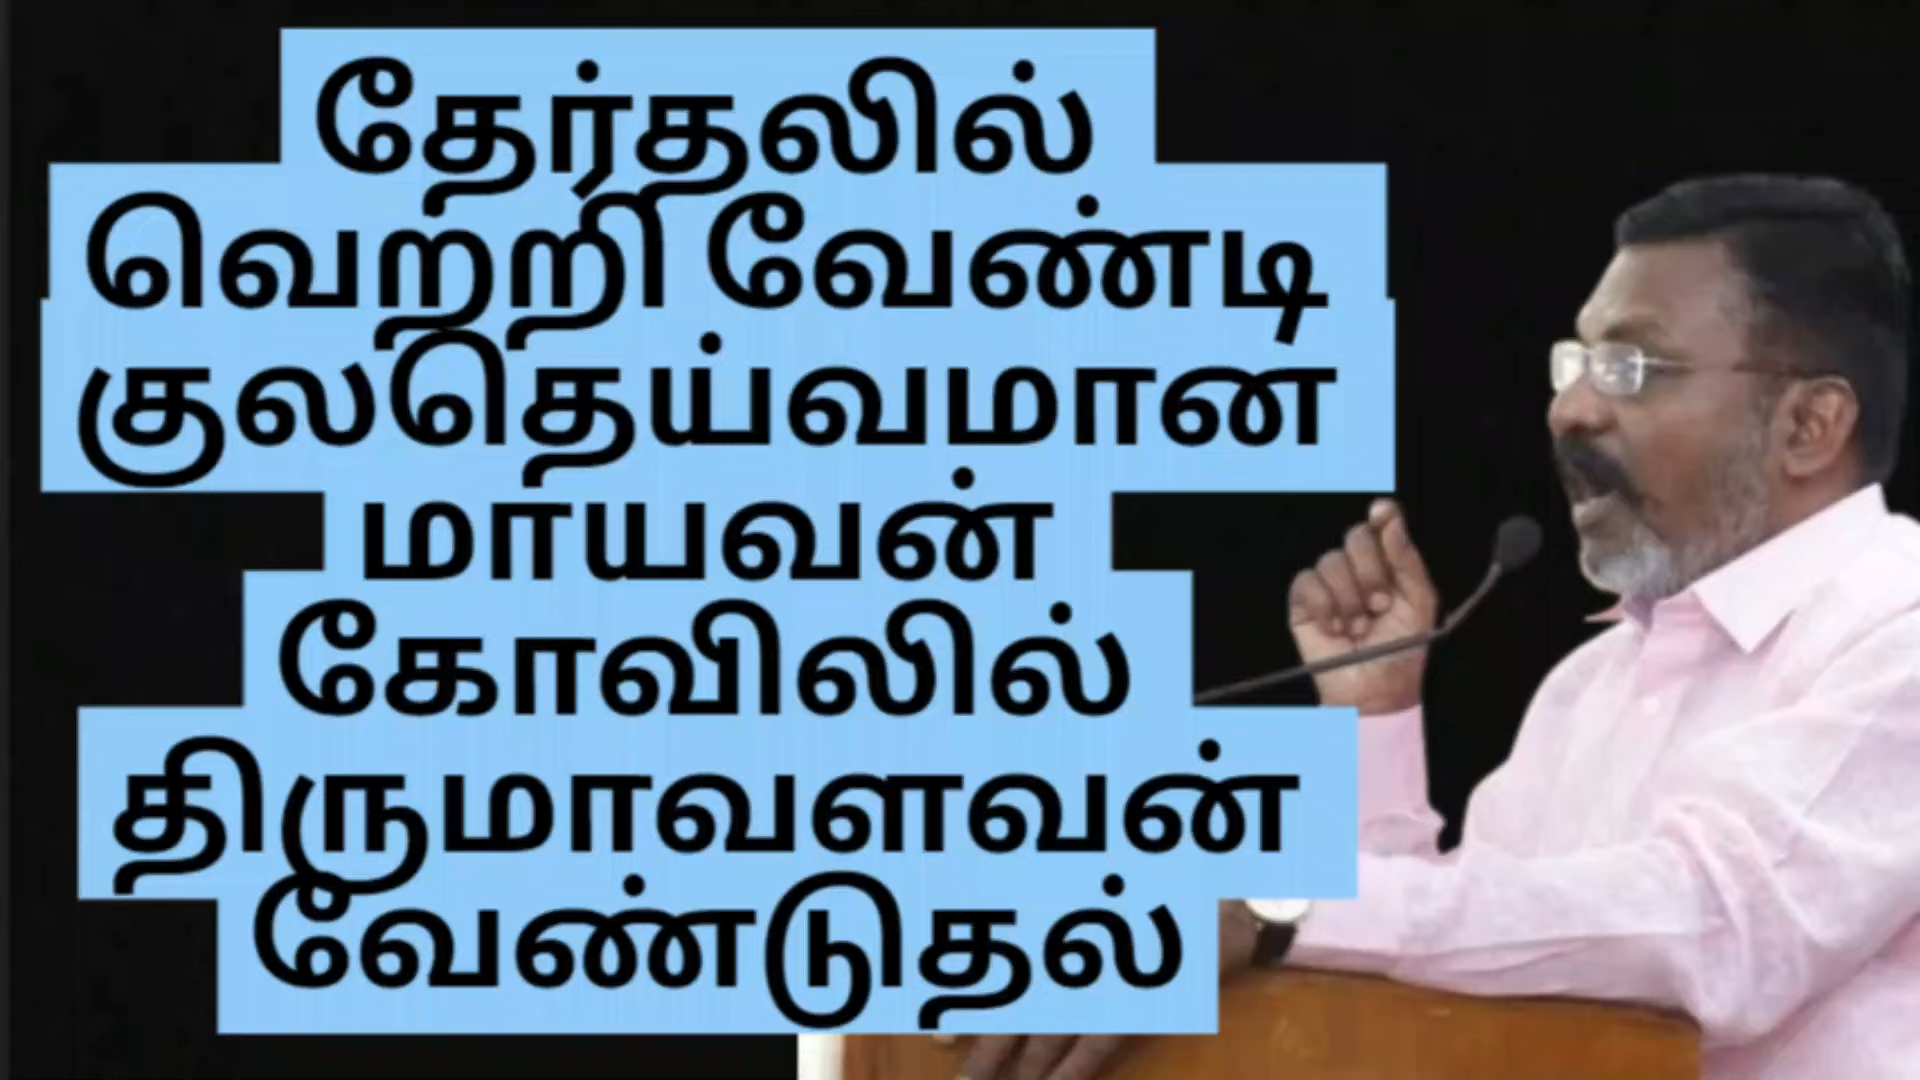 தேர்தலில்
வெற்றி வேண்டி
குலதெய்வமான
மாயவன்
கோவிலில்
திருமாவளவன்
வேண்டுதல்